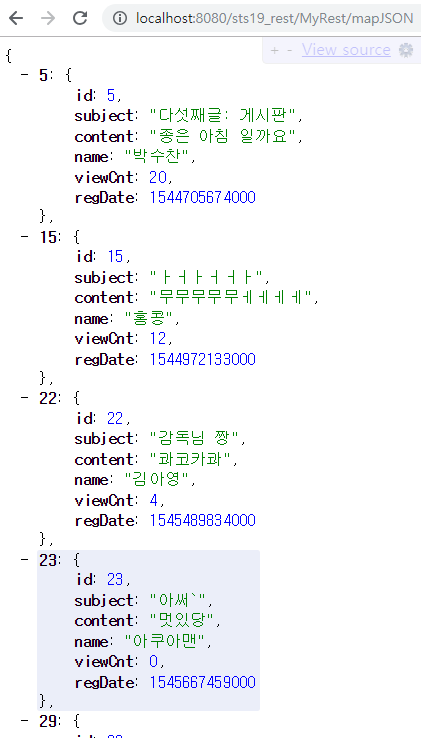 localhost:8080/sts19_rest/MyRest/mapJSON
+ - View source
{
- 5: {
id: 5,
subject: "다섯째글: 게시판",
content: "좋은 아침 일까요",
name: "박수찬",
viewCnt: 20,
regDate: 1544705674000
},
- 15: {
id: 15,
subject: "ㅏㅓㅏㅓㅓㅏ",
content: "무무무무무ㅔㅔㅔㅔ",
name: "홍콩",
viewCnt: 12,
regDate: 1544972133000
},
- 22: {
id: 22,
subject: "감독님 짱",
content: "콰코카콰",
name: "김아영",
viewCnt: 4,
regDate: 1545489834000
},
- 23: {
id: 23,
subject: "아써`",
content: "멋있당",
name: "아쿠아맨",
viewCnt: 0,
regDate: 1545667459000
},
- 29: {